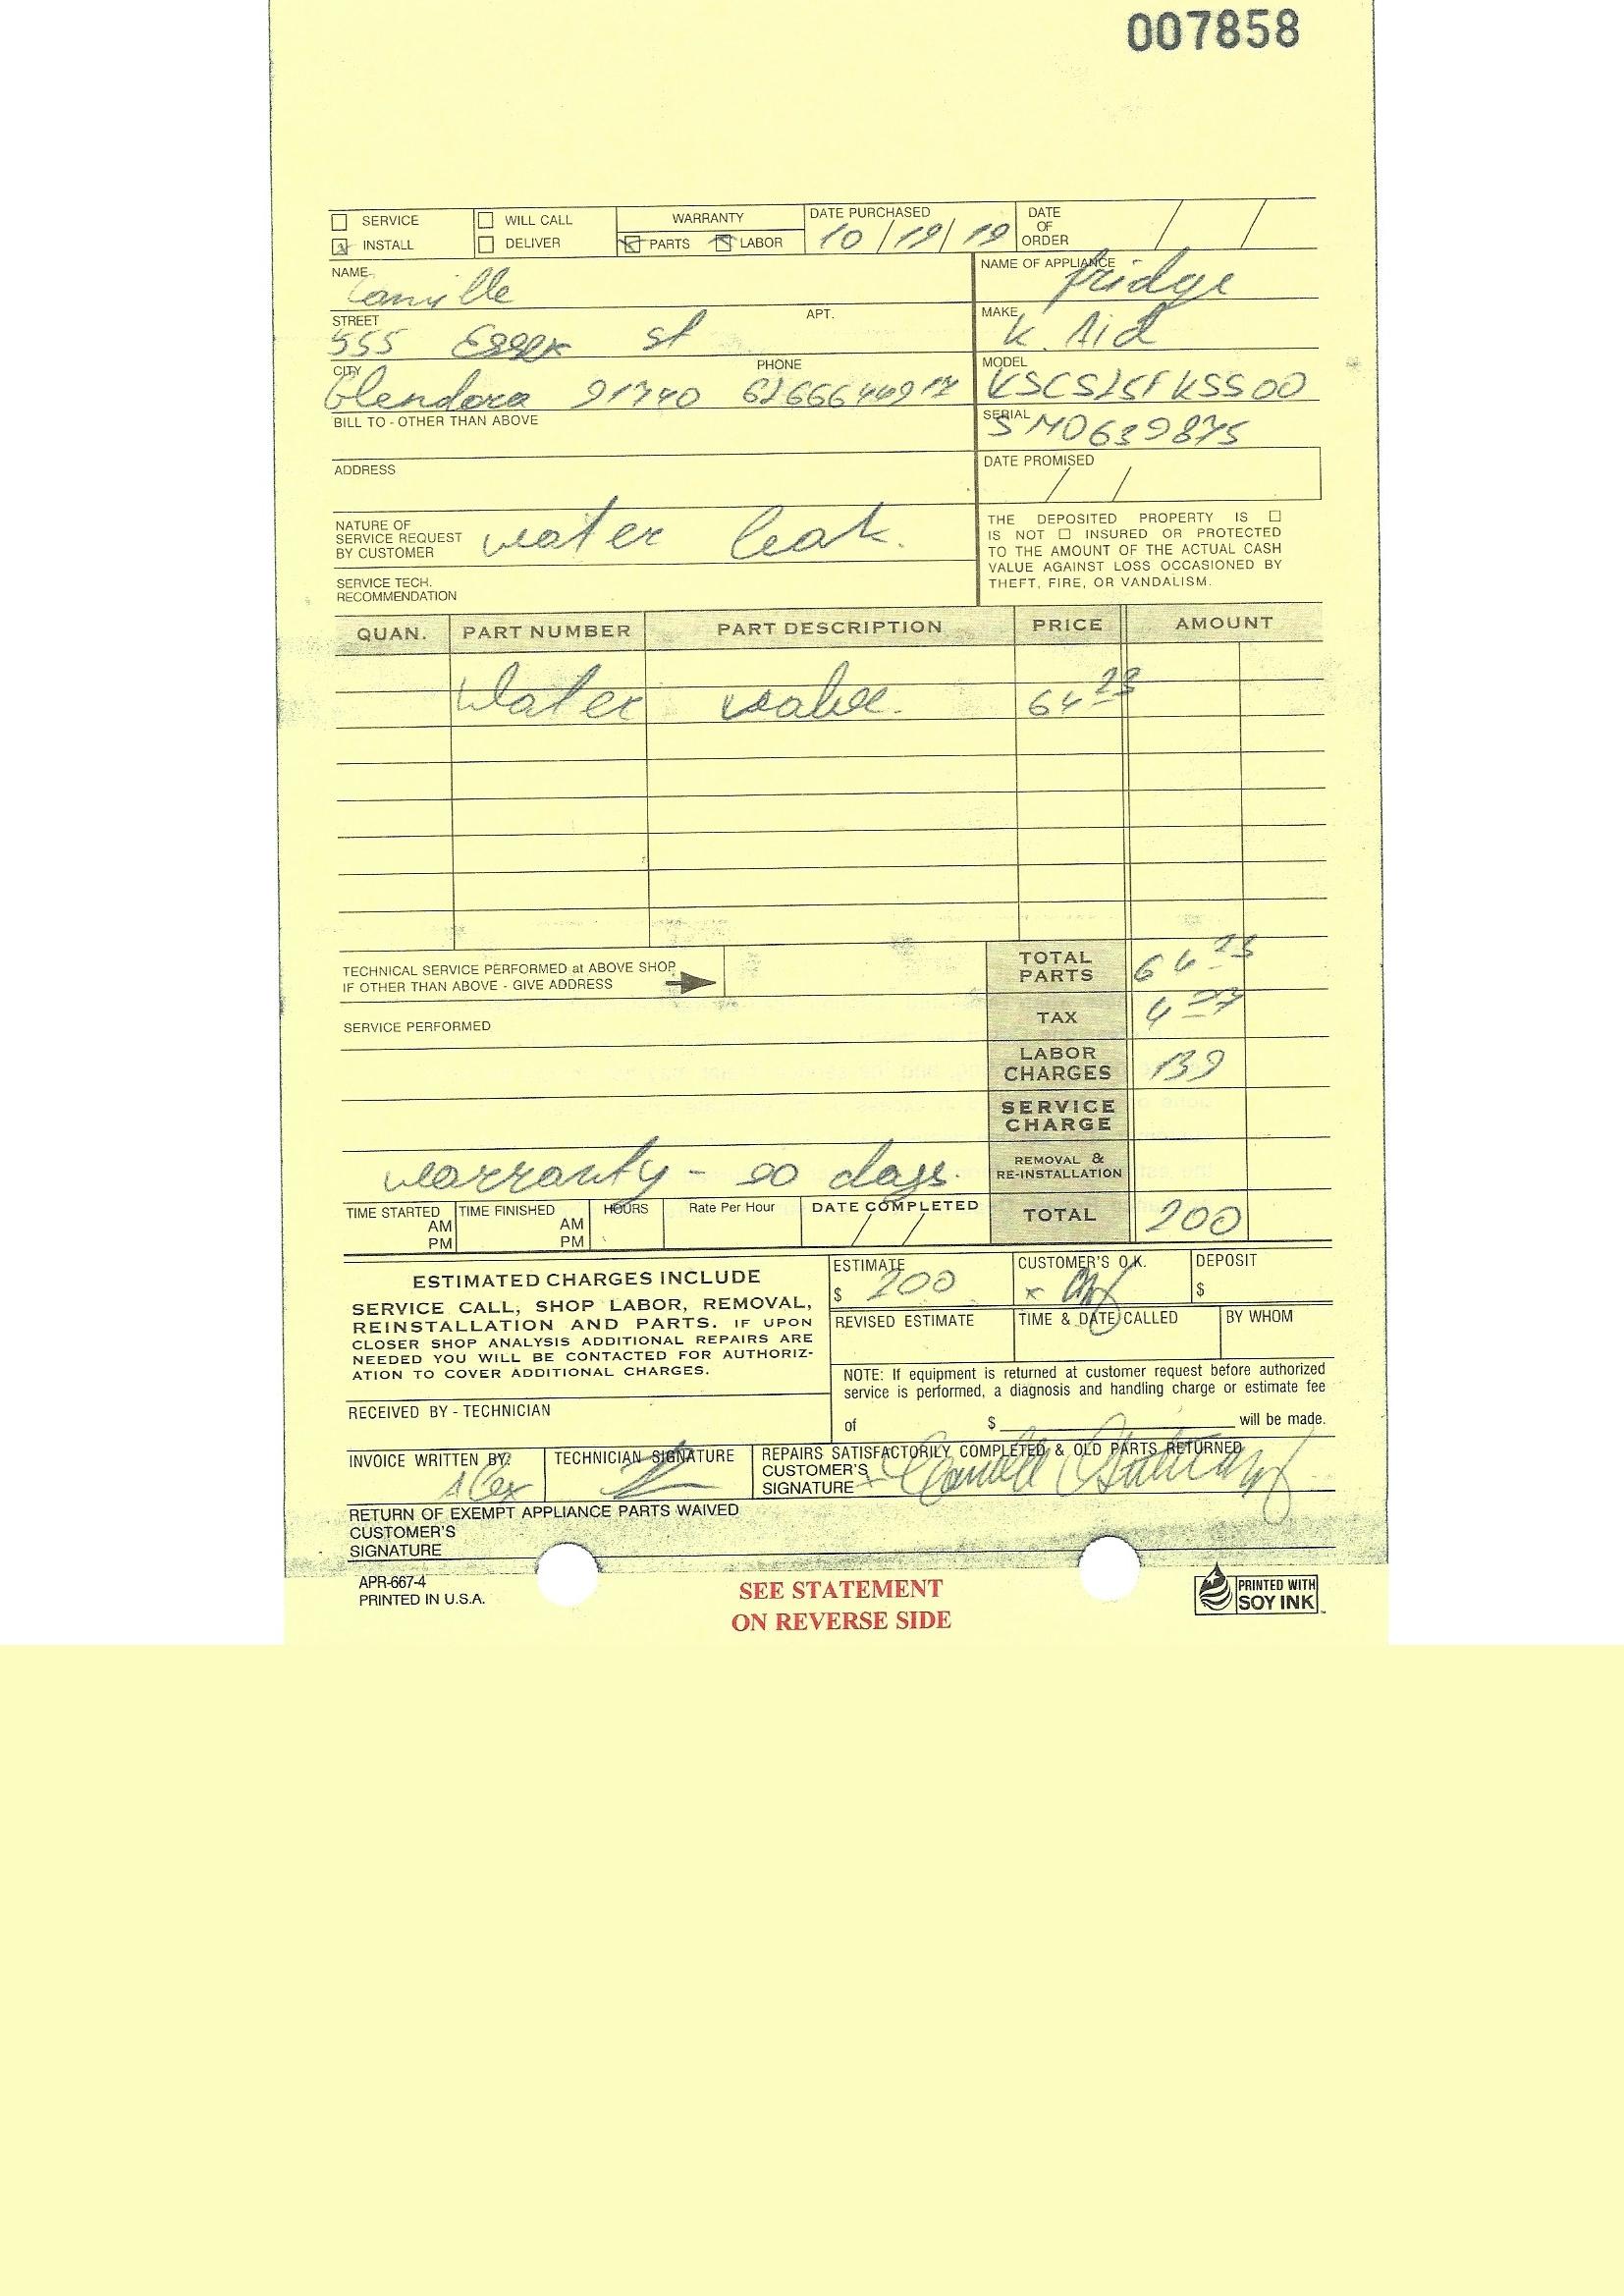 007858
SERVICE WILL CALL WARRANTY DATE PURCHASED DATE OF ORDER
INSTALL DELIVER PARTS LABOR 10/19/19
NAME Camille NAME OF APPLIANCE fridge
STREET 555 Essex st APT. MAKE K. Aid
CITY Glendora 91740 PHONE MODEL
BILL TO - OTHER THAN ABOVE SERIAL SM0639875
ADDRESS DATE PROMISED / /
NATURE OF
SERVICE REQUEST water leak.
BY CUSTOMER
SERVICE TECH.
RECOMMENDATION
THE DEPOSITED PROPERTY IS
IS NOT INSURED OR PROTECTED
TO THE AMOUNT OF THE ACTUAL CASH
VALUE AGAINST LOSS OCCASIONED BY
THEFT, FIRE, OR VANDALISM.
QUAN. PART NUMBER PART DESCRIPTION PRICE AMOUNT
Water valve. 64 23
TECHNICAL SERVICE PERFORMED at ABOVE SHOP
IF OTHER THAN ABOVE - GIVE ADDRESS
TOTAL PARTS 64 23
SERVICE PERFORMED
TAX
LABOR CHARGES 139
SERVICE CHARGE
warranty - 90 days.
REMOVAL & RE-INSTALLATION
TIME STARTED AM PM TIME FINISHED AM PM HOURS Rate Per Hour DATE COMPLETED / / TOTAL 200
ESTIMATED CHARGES INCLUDE
SERVICE CALL, SHOP LABOR, REMOVAL,
REINSTALLATION AND PARTS. IF UPON
CLOSER SHOP ANALYSIS ADDITIONAL REPAIRS ARE
NEEDED YOU WILL BE CONTACTED FOR AUTHORIZ-
ATION TO COVER ADDITIONAL CHARGES.
ESTIMATE $ 200 CUSTOMER'S O.K. x DEPOSIT $
REVISED ESTIMATE TIME & DATE CALLED BY WHOM
NOTE: If equipment is returned at customer request before authorized
service is performed, a diagnosis and handling charge or estimate fee
of $ will be made.
RECEIVED BY - TECHNICIAN
INVOICE WRITTEN BY: Alex TECHNICIAN SIGNATURE REPAIRS SATISFACTORILY COMPLETED & OLD PARTS RETURNED
CUSTOMER'S
SIGNATURE
RETURN OF EXEMPT APPLIANCE PARTS WAIVED
CUSTOMER'S
SIGNATURE
APR-667-4
PRINTED IN U.S.A.
SEE STATEMENT
ON REVERSE SIDE
PRINTED WITH
SOY INK